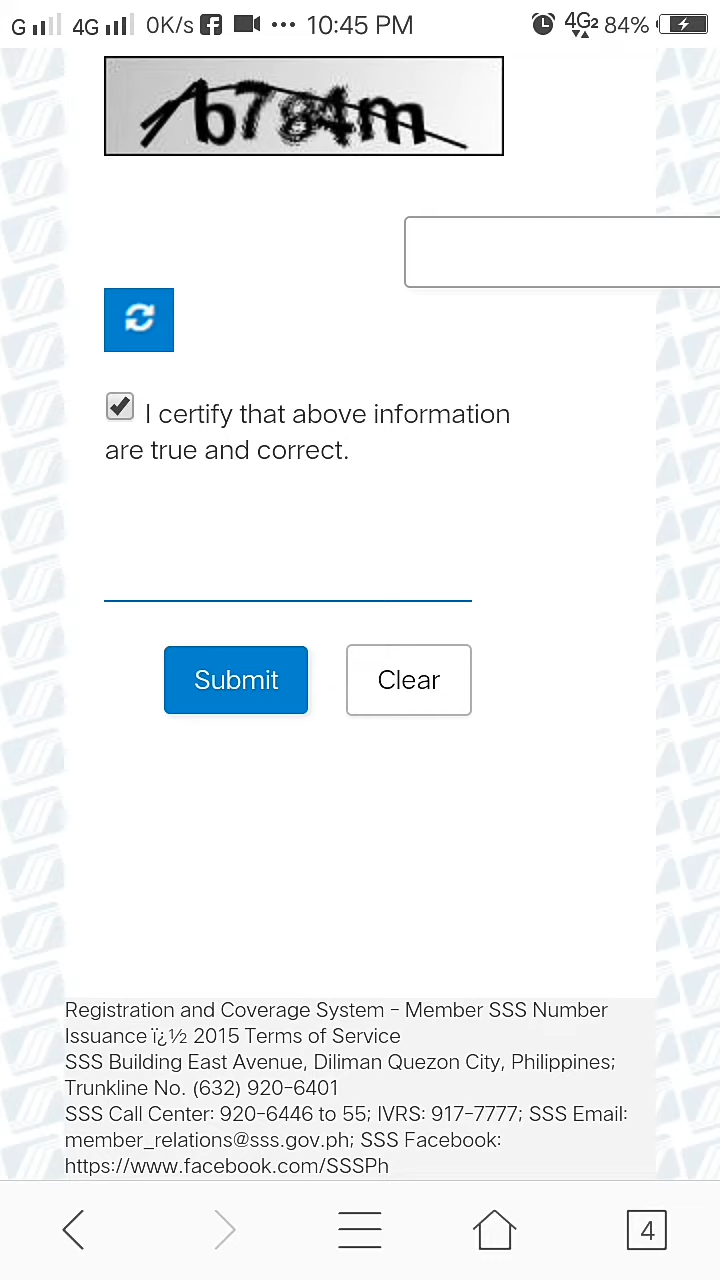 G 4G 0K/s 10:45 PM 4G2 84%
I certify that above information
are true and correct.
Submit Clear
Registration and Coverage System - Member SSS Number
Issuance ï¿½ 2015 Terms of Service
SSS Building East Avenue, Diliman Quezon City, Philippines;
Trunkline No. (632) 920-6401
SSS Call Center: 920-6446 to 55; IVRS: 917-7777; SSS Email:
member_relations@sss.gov.ph; SSS Facebook:
https://www.facebook.com/SSSPh
4